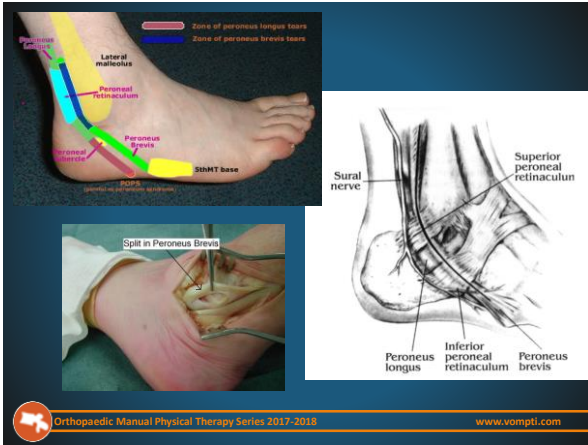 Zone of peroneus longus tears
Zone of peroneus brevis tears
Peroneus
Longus
Lateral
malleolus
Peroneal
retinaculum
Peroneus
Brevis
Peroneal
tubercle
5thMT base
POPS
Split in Peroneus Brevis
Sural
nerve
Superior
peroneal
retinaculun
Peroneus
longus
Inferior
peroneal
retinaculum
Peroneus
brevis
Orthopaedic Manual Physical Therapy Series 2017-2018
www.vompti.com